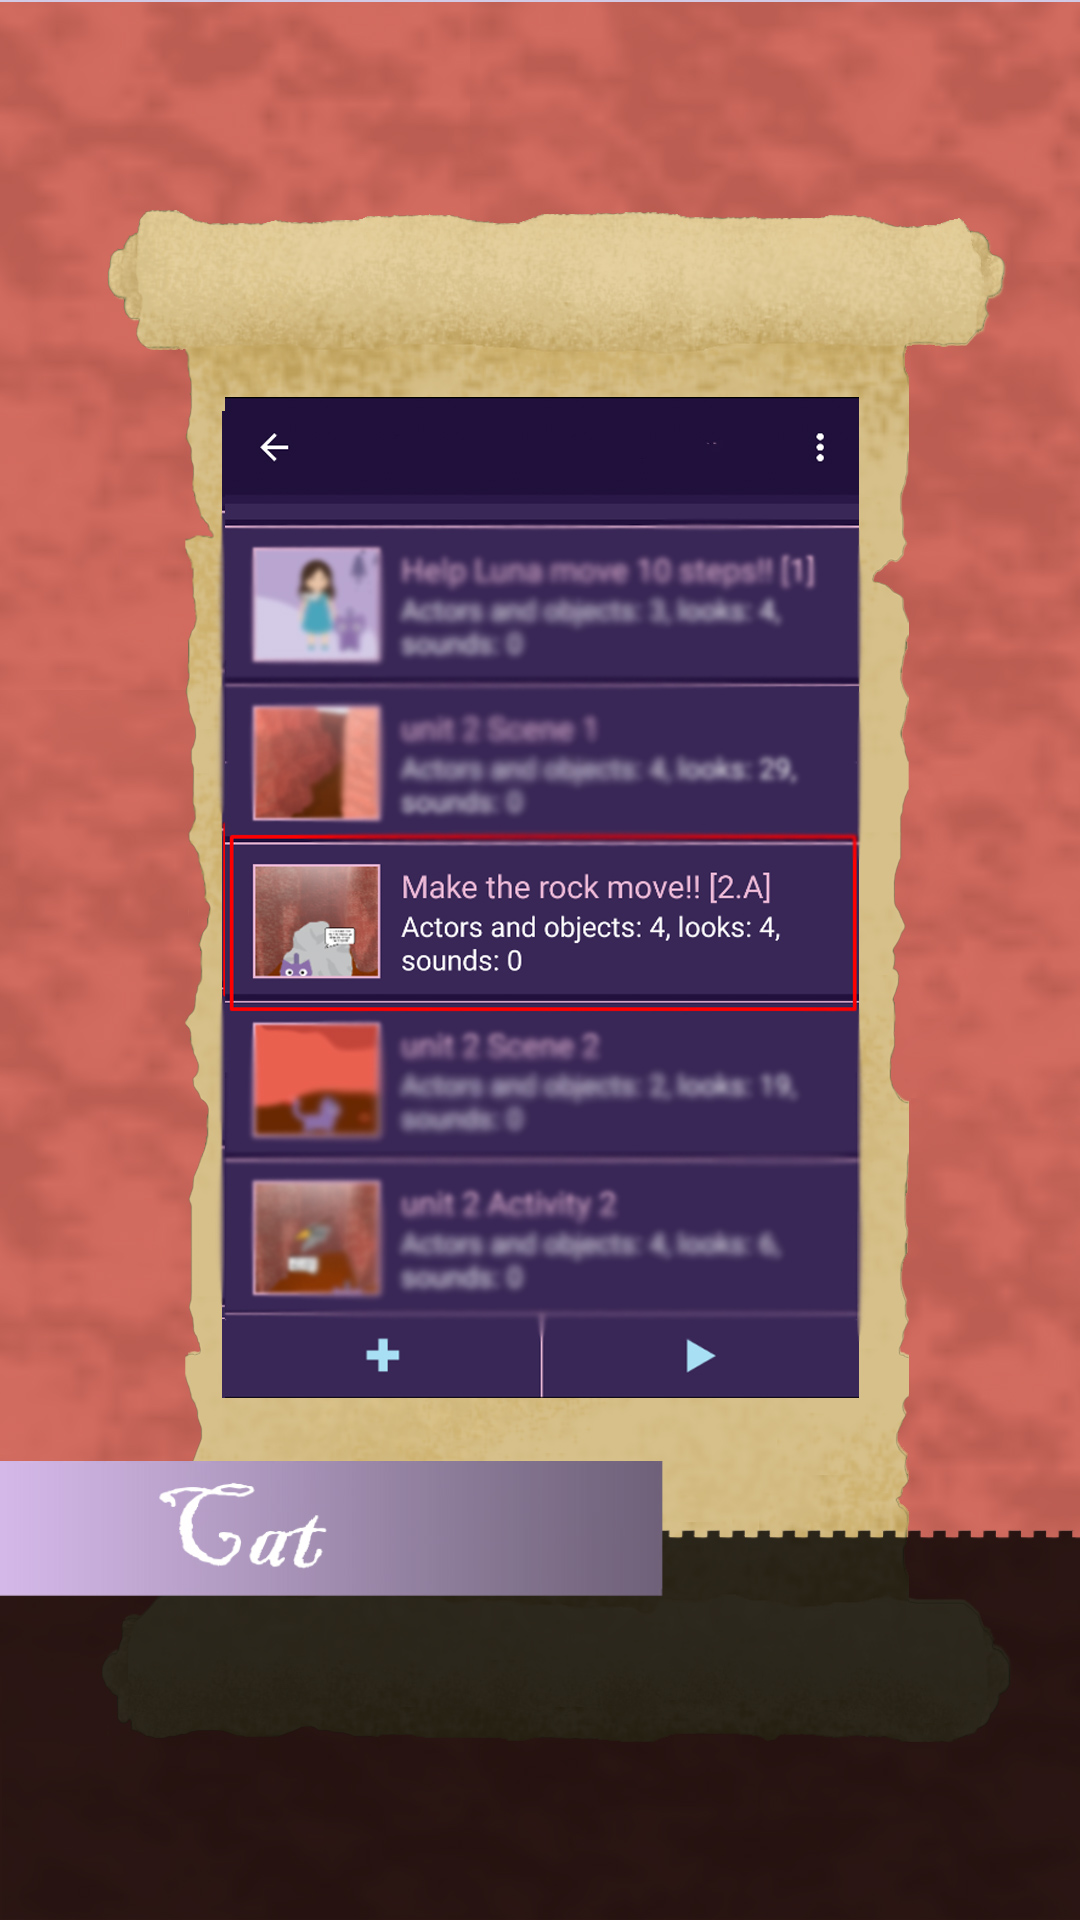 Help Luna move 10 steps!! [1]
Actors and objects: 3, looks: 4,
sounds: 0
unit 2 Scene 1
Actors and objects: 4, looks: 29,
sounds: 0
Make the rock move!! [2.A]
Actors and objects: 4, looks: 4,
sounds: 0
unit 2 Scene 2
Actors and objects: 2, looks: 19,
sounds: 0
unit 2 Activity 2
Actors and objects: 4, looks: 6,
sounds: 0
Cat